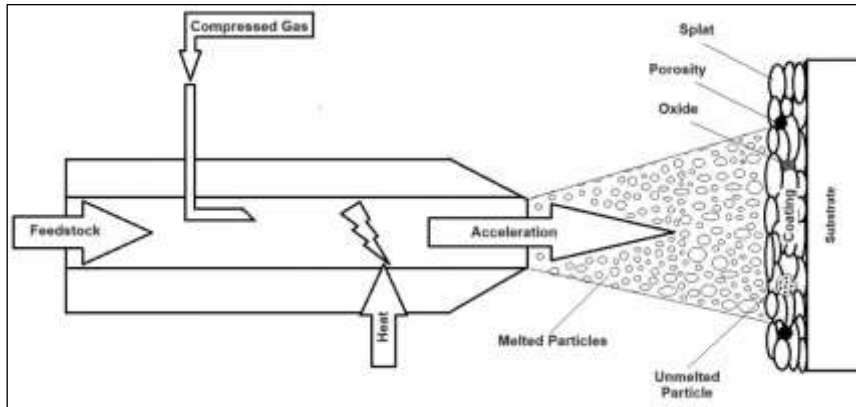 Compressed Gas
Splat
Porosity
Oxide
Feedstock
Acceleration
Coating
Substrate
Heat
Melted Particles
Unmelted
Particle